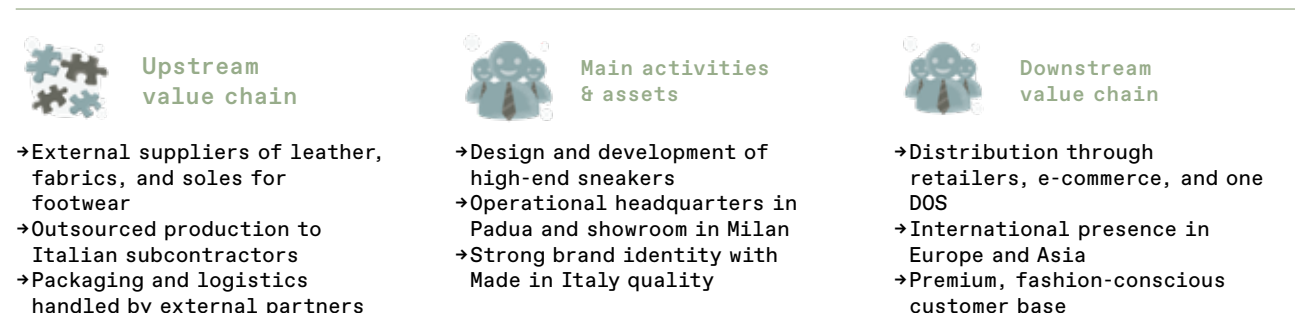 Upstream
value chain
→External suppliers of leather,
fabrics, and soles for
footwear
→Outsourced production to
Italian subcontractors
→Packaging and logistics
handled by external partners
Main activities
& assets
→Design and development of
high-end sneakers
→Operational headquarters in
Padua and showroom in Milan
→Strong brand identity with
Made in Italy quality
Downstream
value chain
→Distribution through
retailers, e-commerce, and one
DOS
→International presence in
Europe and Asia
→Premium, fashion-conscious
customer base